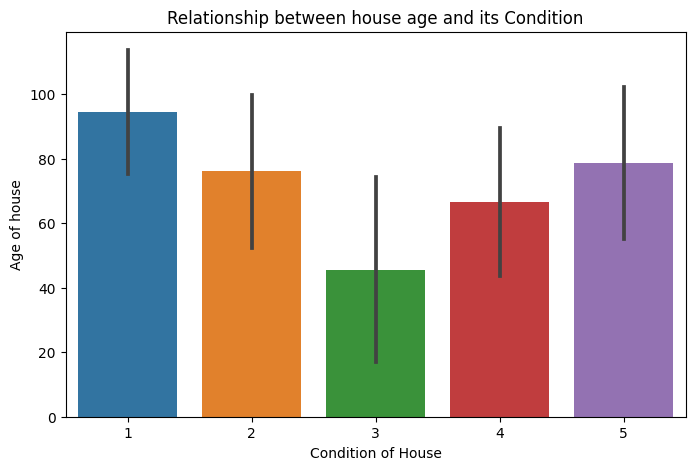 Relationship between house age and its Condition
Age of house
100
80
60
40
20
0
1 2 3 4 5
Condition of House